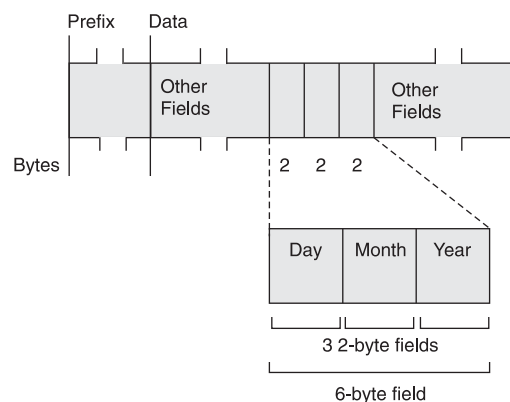 Prefix Data
Other
Fields
Other
Fields
Bytes
2 2 2
Day Month Year
3 2-byte fields
6-byte field